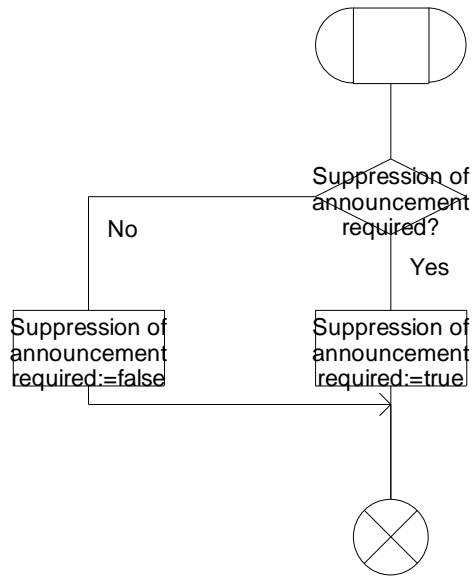 Suppression of
announcement
required?
No
Yes
Suppression of
announcement
required:=false
Suppression of
announcement
required:=true